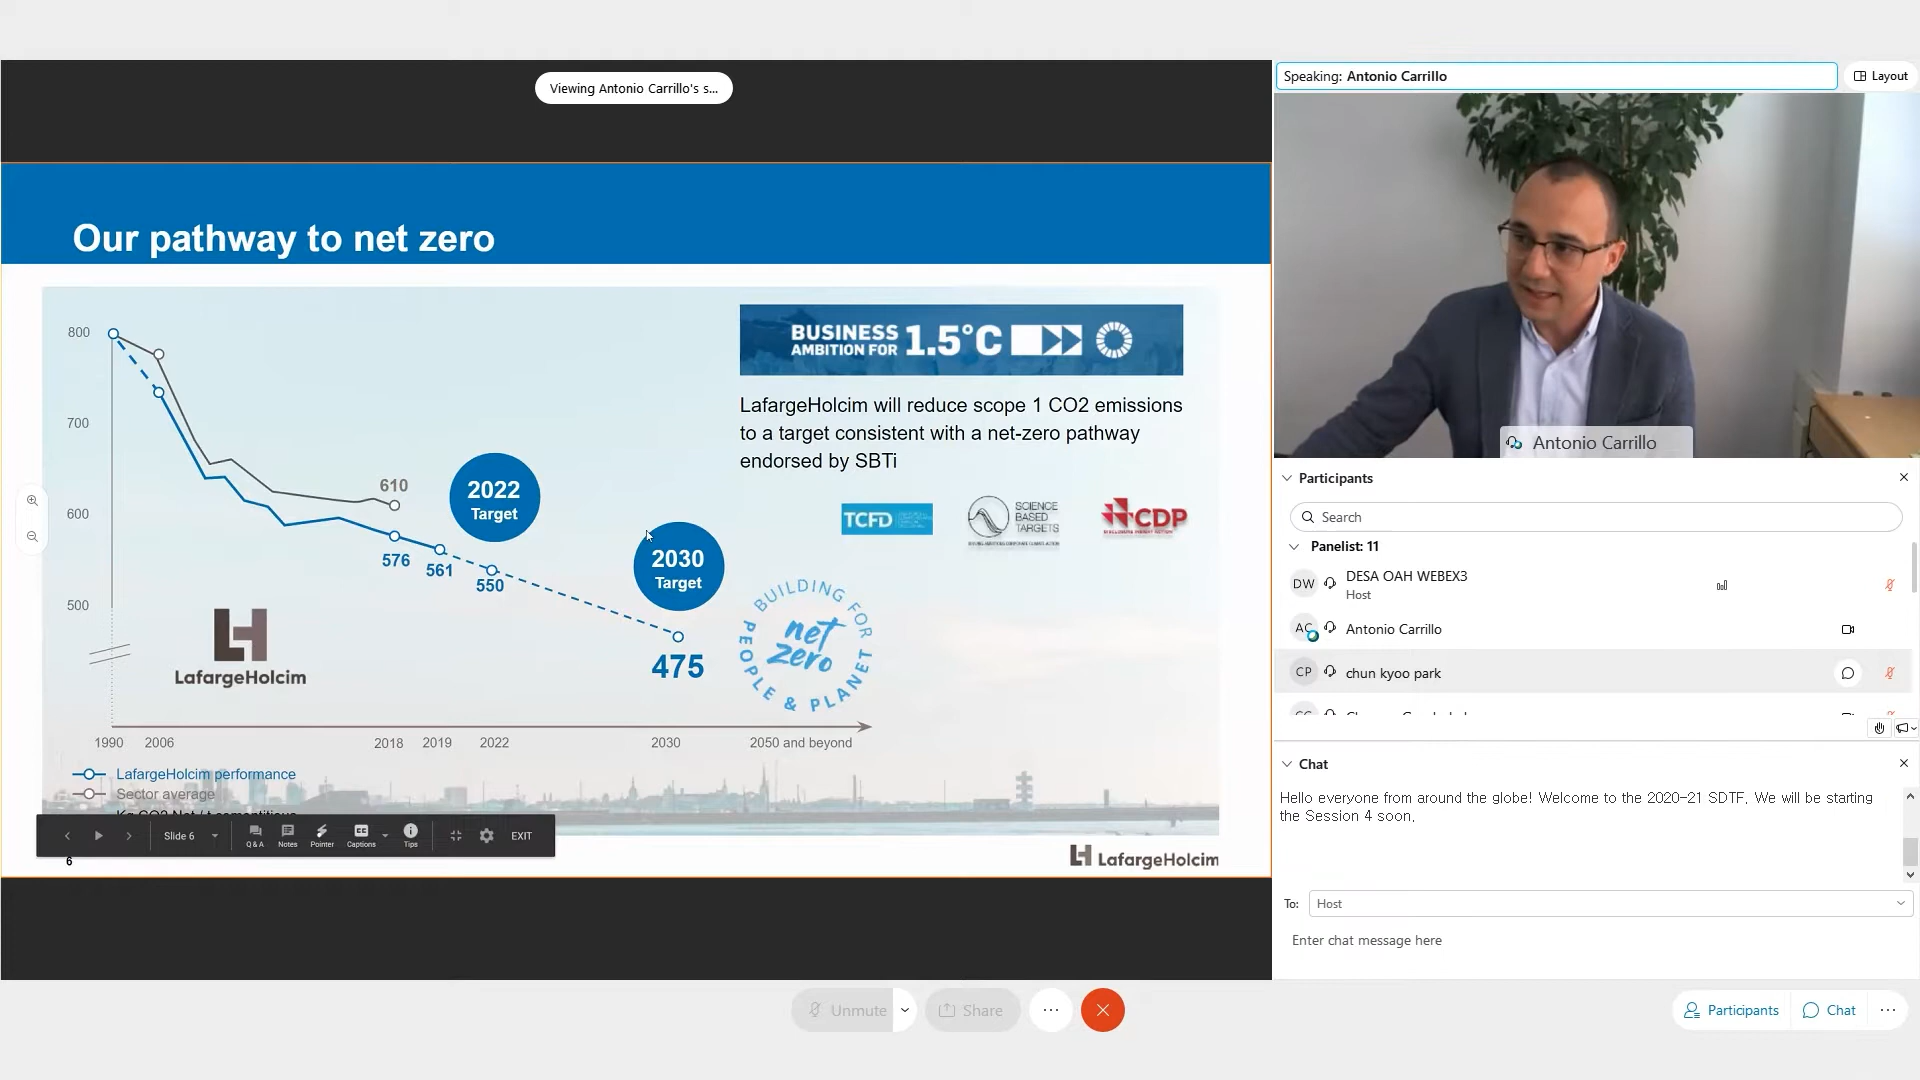 Viewing Antonio Carrillo's s...
Our pathway to net zero
800
700
600
500
610
576
561
550
475
2022
Target
2030
Target
LafargeHolcim
BUSINESS
AMBITION FOR 1.5°C
LafargeHolcim will reduce scope 1 CO2 emissions
to a target consistent with a net-zero pathway
endorsed by SBTi
TCFD
SCIENCE
BASED
TARGETS
CDP
BUILDING FOR PEOPLE & PLANET
net
zero
1990 2006 2018 2019 2022 2030 2050 and beyond
LafargeHolcim performance
Sector average
Slide 6
Q & A
Notes
Pointer
Captions
CC
Tips
EXIT
6
LafargeHolcim
Speaking: Antonio Carrillo
Layout
Antonio Carrillo
Participants
Search
Panelist: 11
DW
DESA OAH WEBEX3
Host
AC
Antonio Carrillo
CP
chun kyoo park
Chat
Hello everyone from around the globe! Welcome to the 2020-21 SDTF. We will be starting
the Session 4 soon.
To: Host
Enter chat message here
Unmute
Share
Participants
Chat